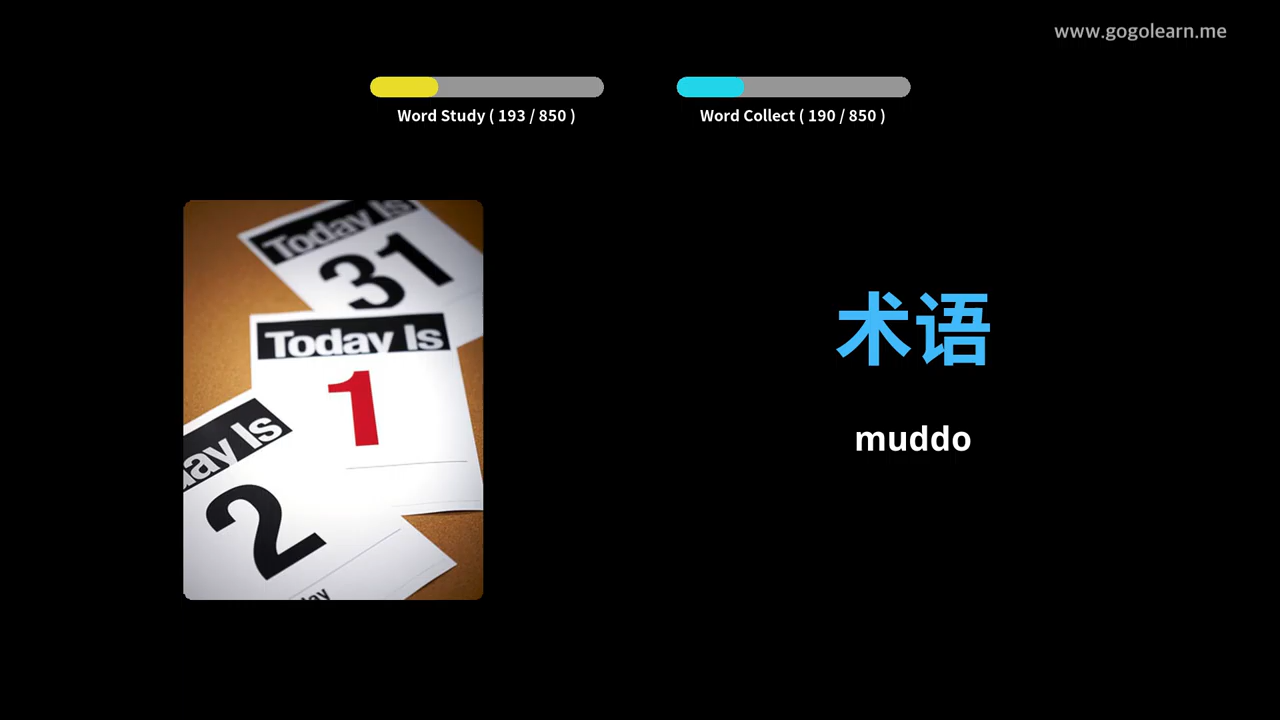 www.gogolearn.me
Word Study ( 193 / 850 )
Word Collect ( 190 / 850 )
Today Is
31
Today Is
1
ay Is
2
术语
muddo